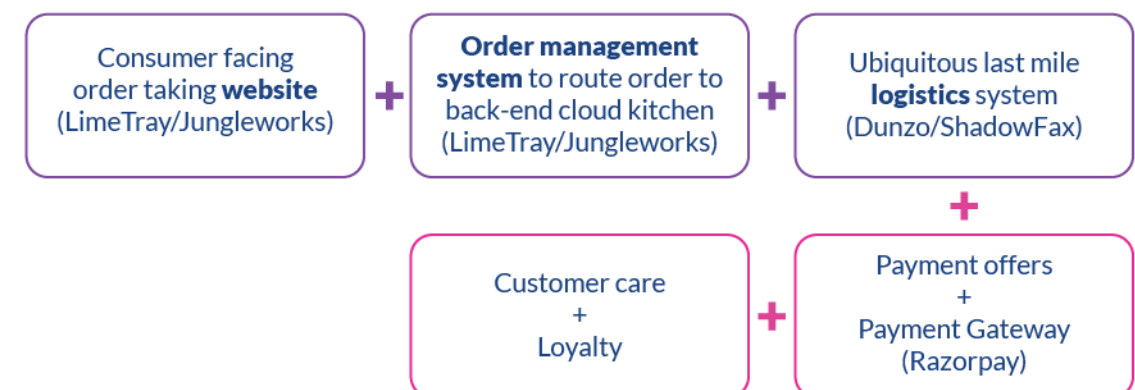 Consumer facing
order taking website
(LimeTray/Jungleworks)
+
Order management
system to route order to
back-end cloud kitchen
(LimeTray/Jungleworks)
+
Ubiquitous last mile
logistics system
(Dunzo/ShadowFax)
+
Payment offers
+
Payment Gateway
(Razorpay)
+
Customer care
+
Loyalty